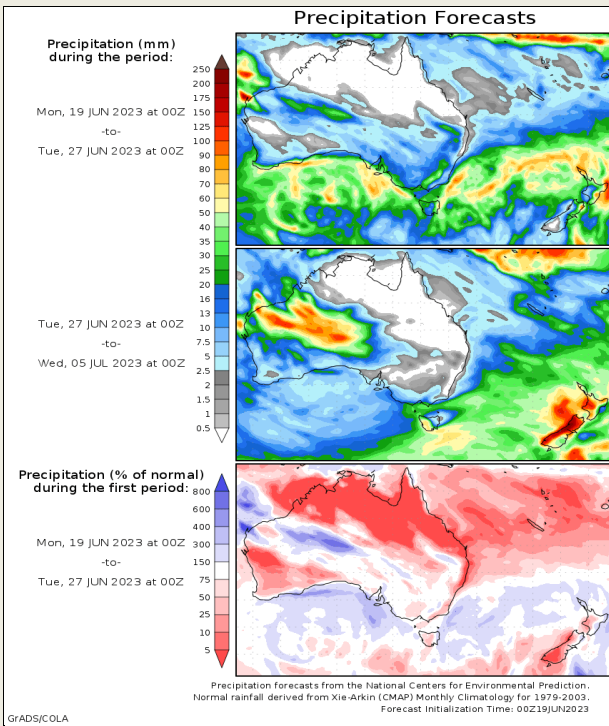 Precipitation Forecasts
Precipitation (mm)
during the period:
Mon, 19 JUN 2023 at 00Z
-to-
Tue, 27 JUN 2023 at 00Z
250
200
175
150
125
100
90
80
70
60
50
40
35
30
25
20
16
13
10
7.5
5
2.5
2
1.5
1
0.5
Tue, 27 JUN 2023 at 00Z
-to-
Wed, 05 JUL 2023 at 00Z
Precipitation (% of normal)
during the first period:
Mon, 19 JUN 2023 at 00Z
-to-
Tue, 27 JUN 2023 at 00Z
800
600
400
300
150
75
50
25
10
5
Precipitation forecasts from the National Centers for Environmental Prediction.
Normal rainfall derived from Xie-Arkin (CMAP) Monthly Climatology for 1979-2003.
Forecast Initialization Time: 00Z19JUN2023
GrADS/COLA